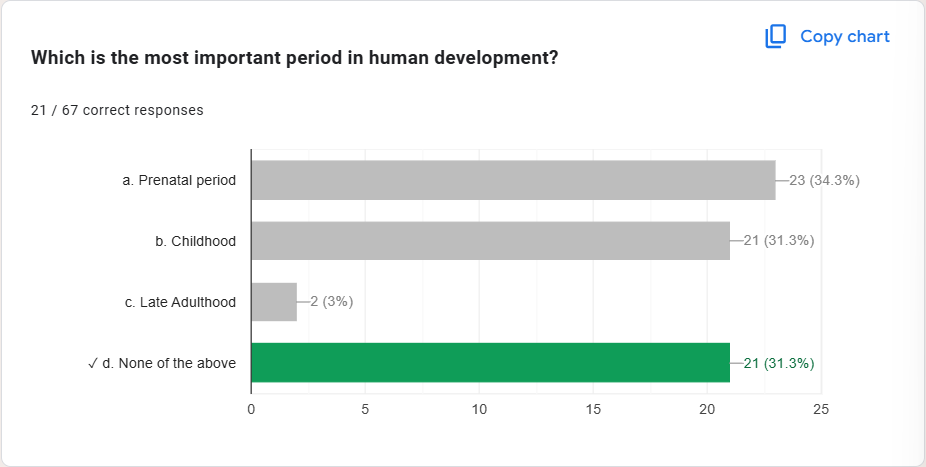 Copy chart
Which is the most important period in human development?
21 / 67 correct responses
a. Prenatal period
23 (34.3%)
b. Childhood
21 (31.3%)
c. Late Adulthood
2 (3%)
✓ d. None of the above
21 (31.3%)
0 5 10 15 20 25